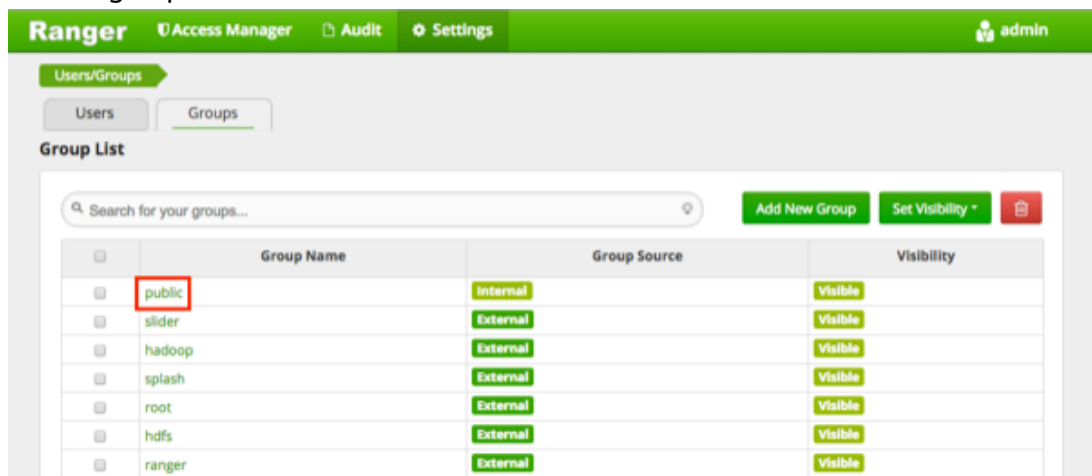 Ranger Access Manager Audit Settings admin
Users/Groups
Users Groups
Group List
Search for your groups... Add New Group Set Visibility
Group Name Group Source Visibility
public Internal Visible
slider External Visible
hadoop External Visible
splash External Visible
root External Visible
hdfs External Visible
ranger External Visible